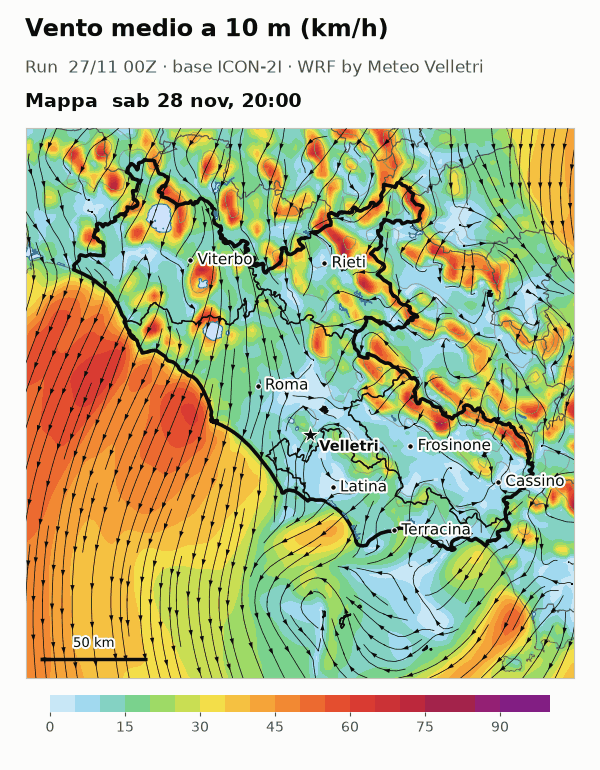 Vento medio a 10 m (km/h)
Run 27/11 00Z · base ICON-2I · WRF by Meteo Velletri
Mappa sab 28 nov, 20:00
Viterbo
Rieti
Roma
Velletri
Frosinone
Latina
Cassino
Terracina
50 km
0 15 30 45 60 75 90